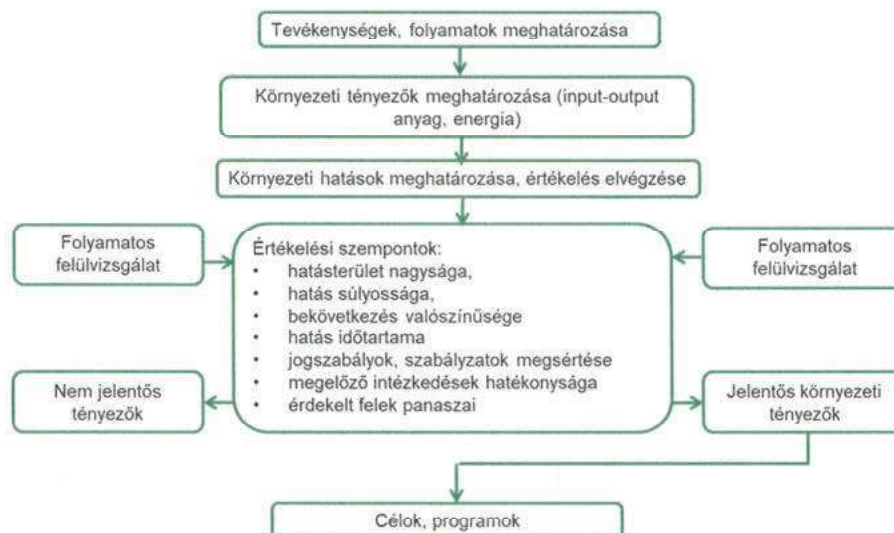 Tevékenységek, folyamatok meghatározása
Környezeti tényezők meghatározása (input-output
anyag, energia)
Környezeti hatások meghatározása, értékelés elvégzése
Folyamatos
felülvizsgálat
Értékelési szempontok:
• hatásterület nagysága,
• hatás súlyossága,
• bekövetkezés valószínűsége
• hatás időtartama
• jogszabályok, szabályzatok megsértése
• megelőző intézkedések hatékonysága
• érdekelt felek panaszai
Folyamatos
felülvizsgálat
Nem jelentős
tényezők
Jelentős környezeti
tényezők
Célok, programok